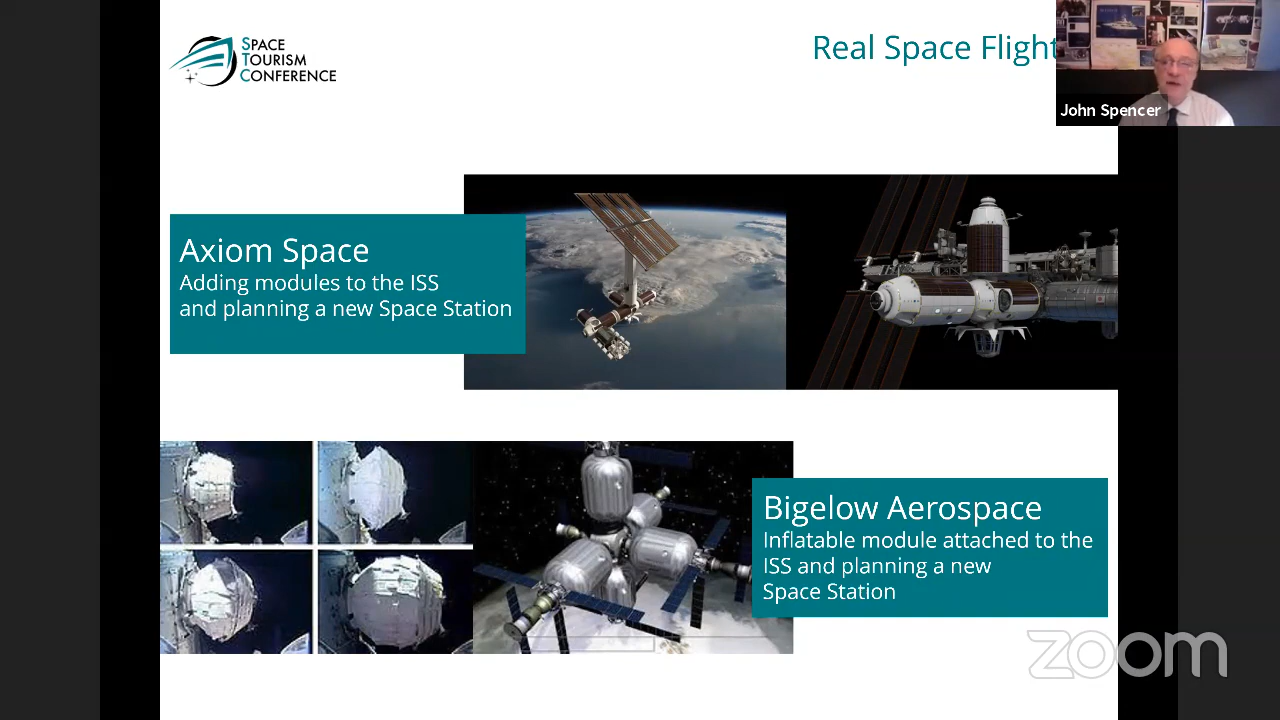 SPACE
TOURISM
CONFERENCE
Real Space Flight
John Spencer
Axiom Space
Adding modules to the ISS
and planning a new Space Station
Bigelow Aerospace
Inflatable module attached to the
ISS and planning a new
Space Station
zoom